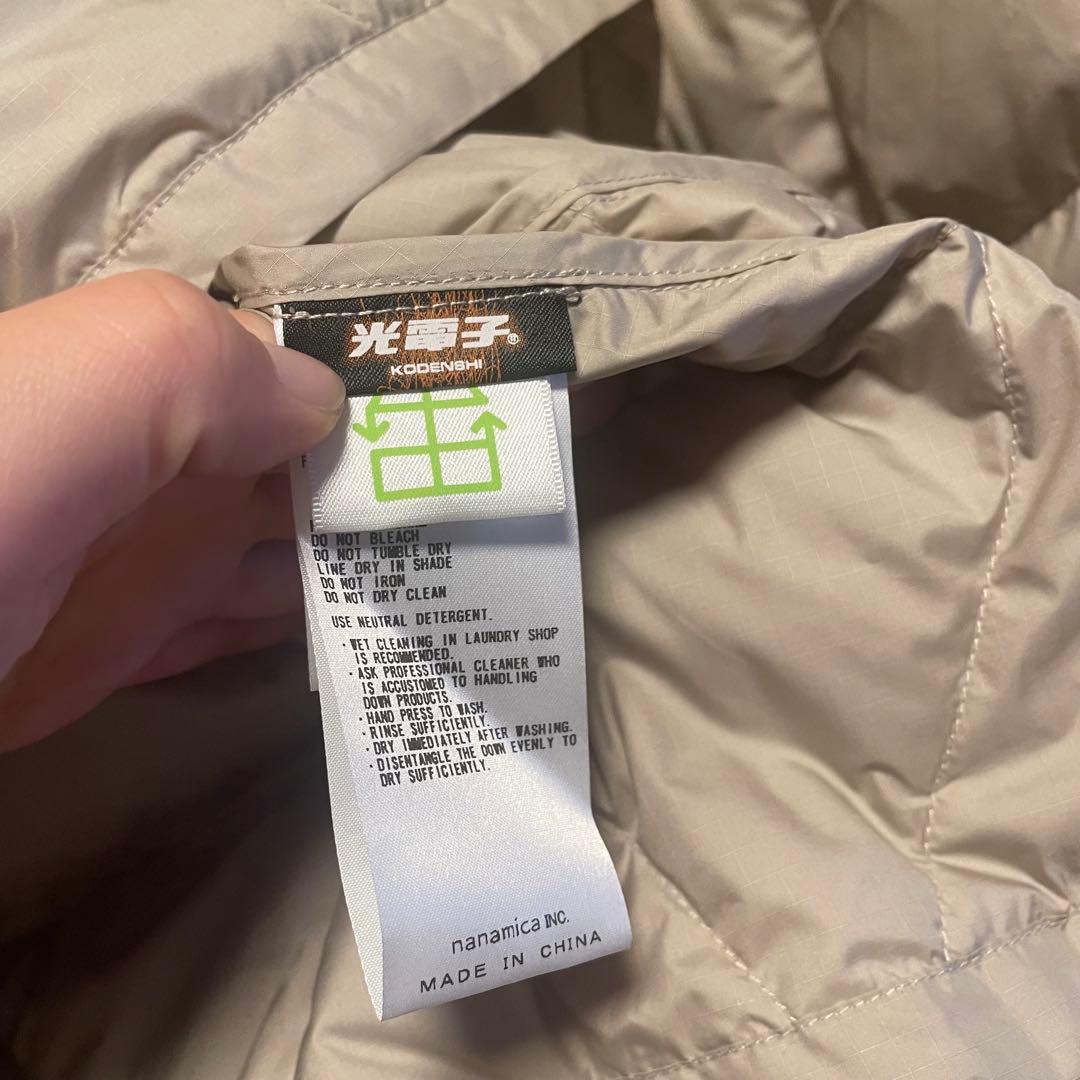 光電子®
KODENSHI
DO NOT BLEACH
DO NOT TUMBLE DRY
LINE DRY IN SHADE
DO NOT IRON
DO NOT DRY CLEAN
USE NEUTRAL DETERGENT.
・WET CLEANING IN LAUNDRY SHOP
IS RECOMMENDED.
・ASK PROFESSIONAL CLEANER WHO
IS ACCUSTOMED TO HANDLING
DOWN PRODUCTS.
・HAND PRESS TO WASH.
・RINSE SUFFICIENTLY.
・DRY IMMEDIATELY AFTER WASHING.
・DISENTANGLE THE DOWN EVENLY TO
DRY SUFFICIENTLY.
nanamica INC.
MADE IN CHINA